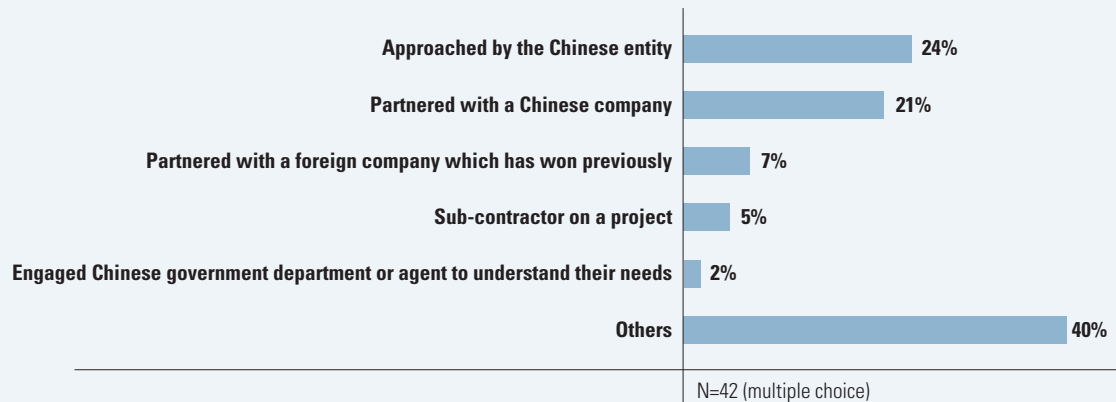 Approached by the Chinese entity 24%
Partnered with a Chinese company 21%
Partnered with a foreign company which has won previously 7%
Sub-contractor on a project 5%
Engaged Chinese government department or agent to understand their needs 2%
Others 40%
N=42 (multiple choice)